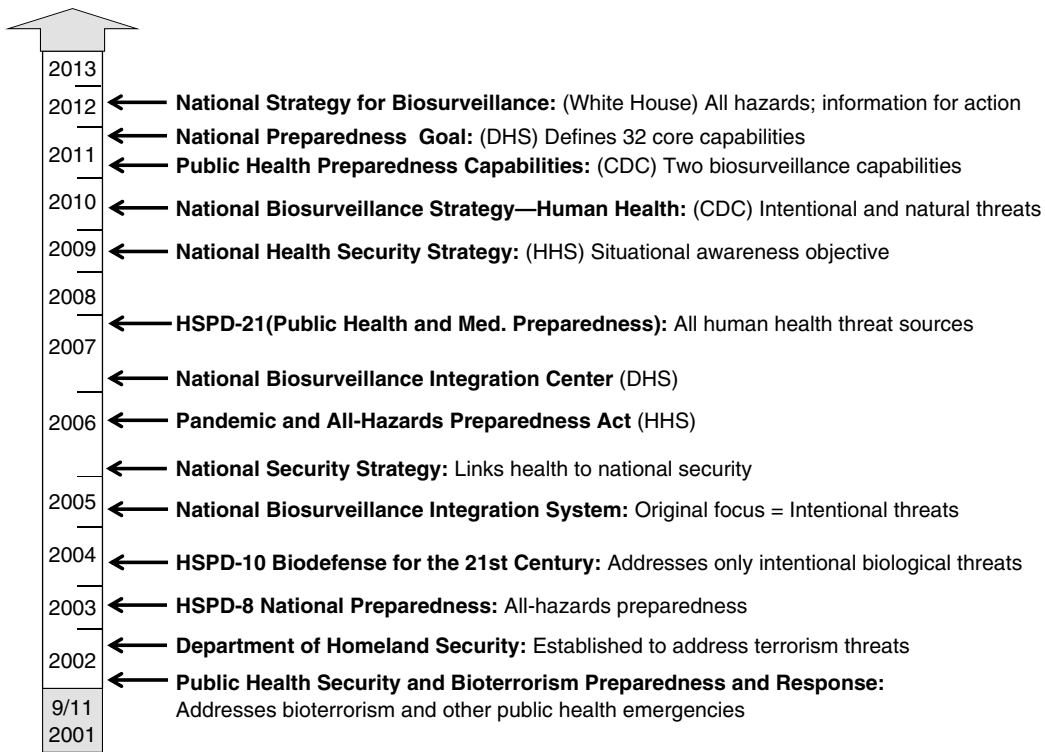 2013
2012
National Strategy for Biosurveillance: (White House) All hazards; information for action
National Preparedness Goal: (DHS) Defines 32 core capabilities
2011
Public Health Preparedness Capabilities: (CDC) Two biosurveillance capabilities
2010
National Biosurveillance Strategy—Human Health: (CDC) Intentional and natural threats
2009
National Health Security Strategy: (HHS) Situational awareness objective
2008
HSPD-21(Public Health and Med. Preparedness): All human health threat sources
2007
National Biosurveillance Integration Center (DHS)
2006
Pandemic and All-Hazards Preparedness Act (HHS)
National Security Strategy: Links health to national security
2005
National Biosurveillance Integration System: Original focus = Intentional threats
2004
HSPD-10 Biodefense for the 21st Century: Addresses only intentional biological threats
2003
HSPD-8 National Preparedness: All-hazards preparedness
Department of Homeland Security: Established to address terrorism threats
2002
Public Health Security and Bioterrorism Preparedness and Response:
Addresses bioterrorism and other public health emergencies
9/11
2001